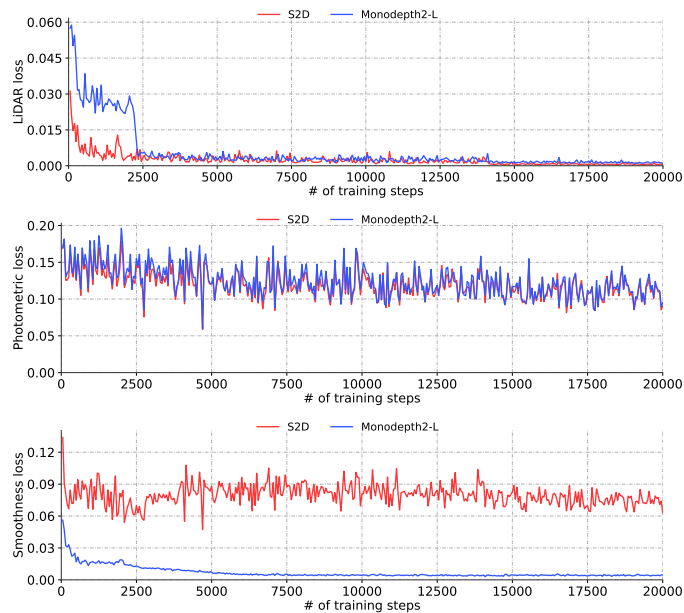 S2D Monodepth2-L
0.060
0.045
0.030
0.015
0.000
LiDAR loss
0 2500 5000 7500 10000 12500 15000 17500 20000
# of training steps
S2D Monodepth2-L
0.20
0.15
0.10
0.05
0.00
Photometric loss
0 2500 5000 7500 10000 12500 15000 17500 20000
# of training steps
S2D Monodepth2-L
0.12
0.09
0.06
0.03
0.00
Smoothness loss
0 2500 5000 7500 10000 12500 15000 17500 20000
# of training steps